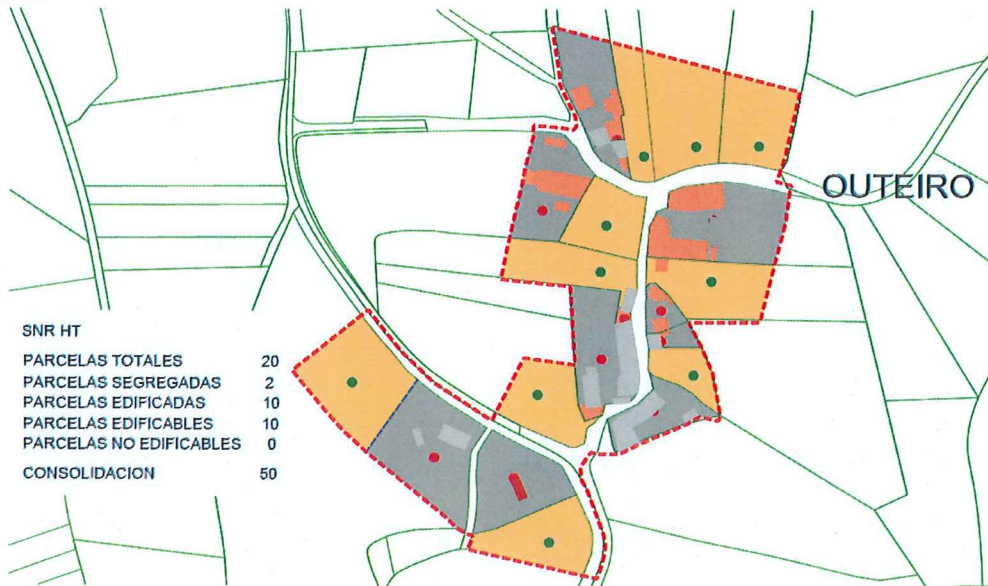 OUTEIRO
SNR HT
PARCELAS TOTALES 20
PARCELAS SEGREGADAS 2
PARCELAS EDIFICADAS 10
PARCELAS EDIFICABLES 10
PARCELAS NO EDIFICABLES 0
CONSOLIDACION 50